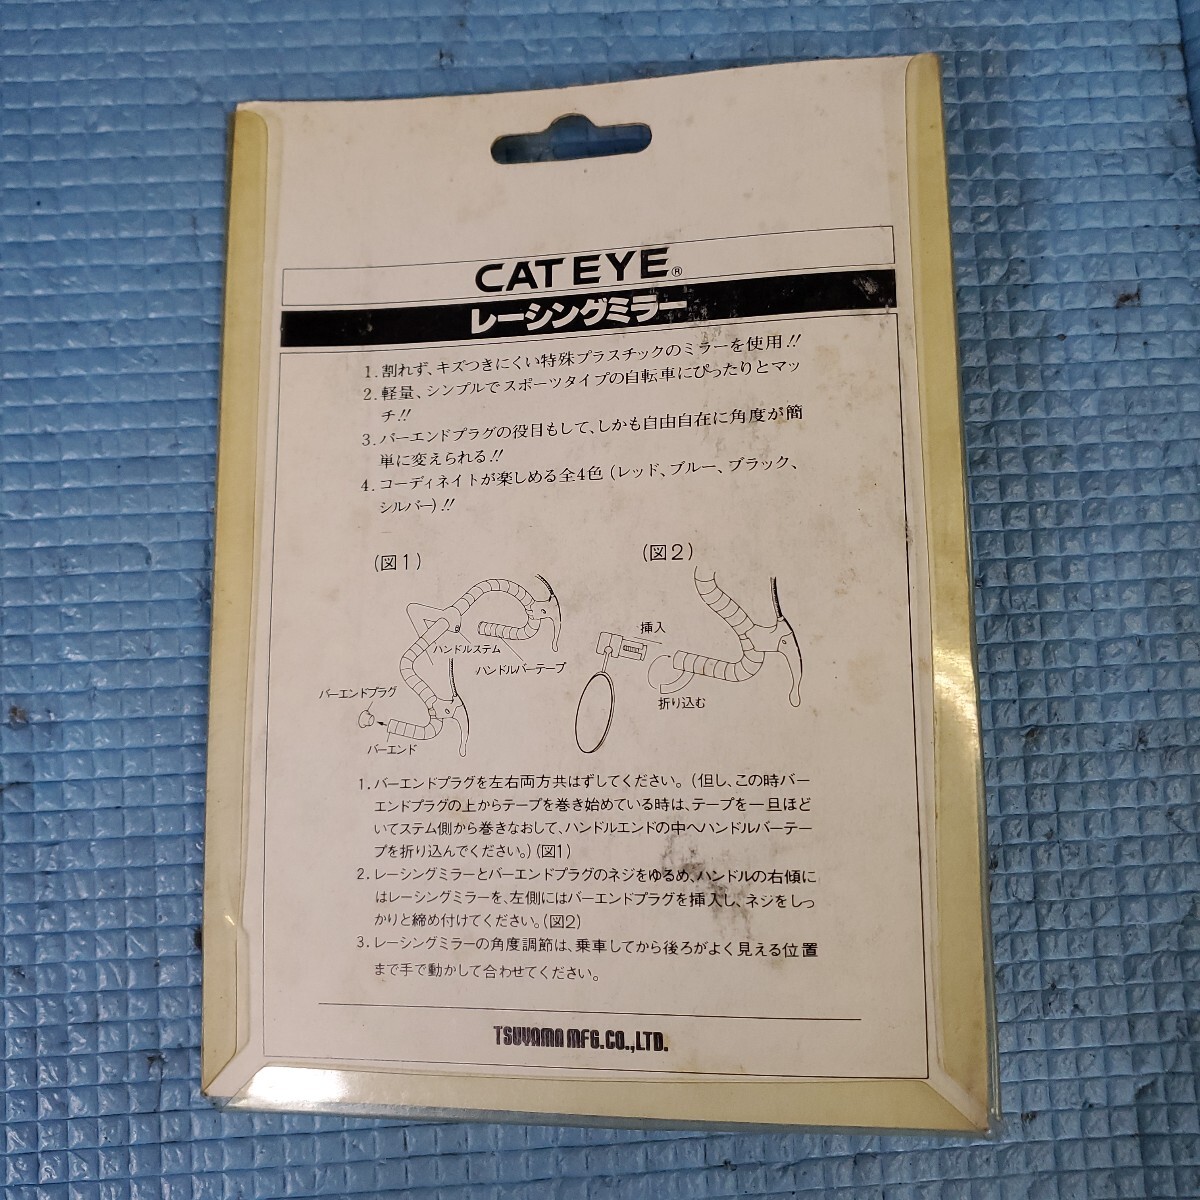 CAT EYE®
レーシングミラー
1. 割れず、キズつきにくい特殊プラスチックのミラーを使用!!
2. 軽量、シンプルでスポーツタイプの自転車にぴったりとマッ
チ!!
3. バーエンドプラグの役目もして、しかも自由自在に角度が簡
単に変えられる!!
4. コーディネイトが楽しめる全4色(レッド、ブルー、ブラック、
シルバー)!!
(図1)
(図2)
挿入
ハンドルステム
ハンドルバーテープ
バーエンドプラグ
折り込む
バーエンド
1. バーエンドプラグを左右両方共はずしてください。(但し、この時バー
エンドプラグの上からテープを巻き始めている時は、テープを一旦ほど
いてステム側から巻きなおして、ハンドルエンドの中へハンドルバーテー
プを折り込んでください。)(図1)
2. レーシングミラーとバーエンドプラグのネジをゆるめ、ハンドルの右傾に
はレーシングミラーを、左側にはバーエンドプラグを挿入し、ネジをしっ
かりと締め付けてください。(図2)
3. レーシングミラーの角度調節は、乗車してから後ろがよく見える位置
まで手で動かして合わせてください。
TSUYAMA MFG.CO.,LTD.